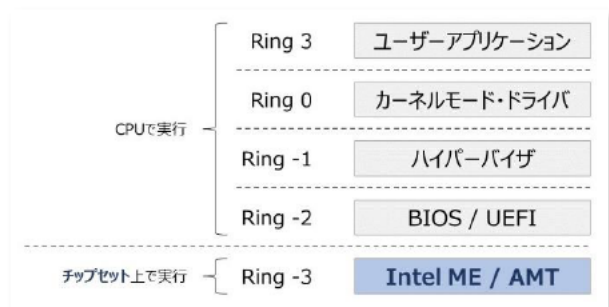 Ring 3 ユーザーアプリケーション
Ring 0 カーネルモード・ドライバ
CPUで実行
Ring -1 ハイパーバイザ
Ring -2 BIOS / UEFI
チップセット上で実行 Ring -3 Intel ME / AMT